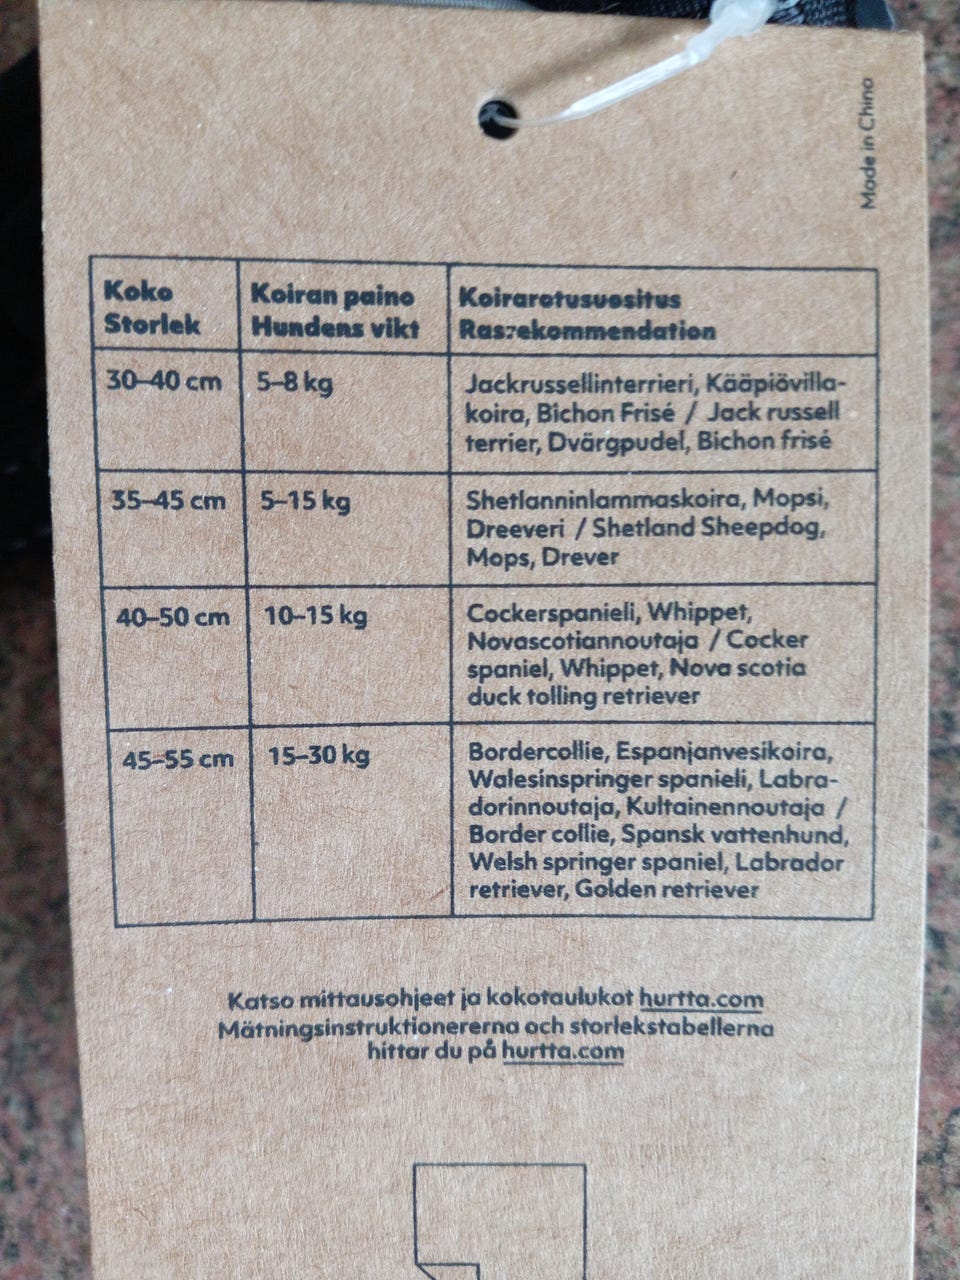 Made in China
Koko
Storlek
Koiran paino
Hundens vikt
Koirarotusuositus
Rasrekommendation
30–40 cm
5–8 kg
Jackrussellinterrieri, Kääpiövilla-
koira, Bichon Frisé / Jack russell
terrier, Dvärgpudel, Bichon frisé
35–45 cm
5–15 kg
Shetlanninlammaskoira, Mopsi,
Dreeveri / Shetland Sheepdog,
Mops, Drever
40–50 cm
10–15 kg
Cockerspanieli, Whippet,
Novascotiannoutaja / Cocker
spaniel, Whippet, Nova scotia
duck tolling retriever
45–55 cm
15–30 kg
Bordercollie, Espanjanvesikoira,
Walesinspringer spanieli, Labra-
dorinnoutaja, Kultainennoutaja /
Border collie, Spansk vattenhund,
Welsh springer spaniel, Labrador
retriever, Golden retriever
Katso mittausohjeet ja kokotaulukot hurtta.com
Mätningsinstruktionererna och storlekstabellerna
hittar du på hurtta.com